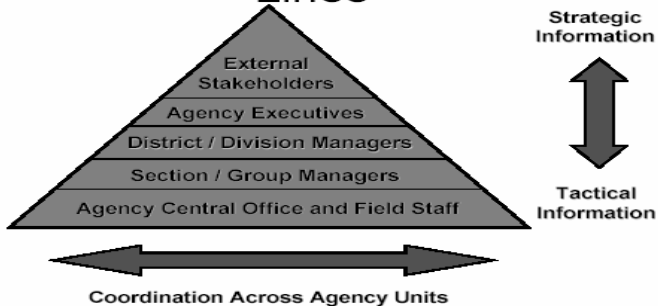 Strategic
Information
External
Stakeholders
Agency Executives
District / Division Managers
Section / Group Managers
Agency Central Office and Field Staff
Tactical
Information
Coordination Across Agency Units